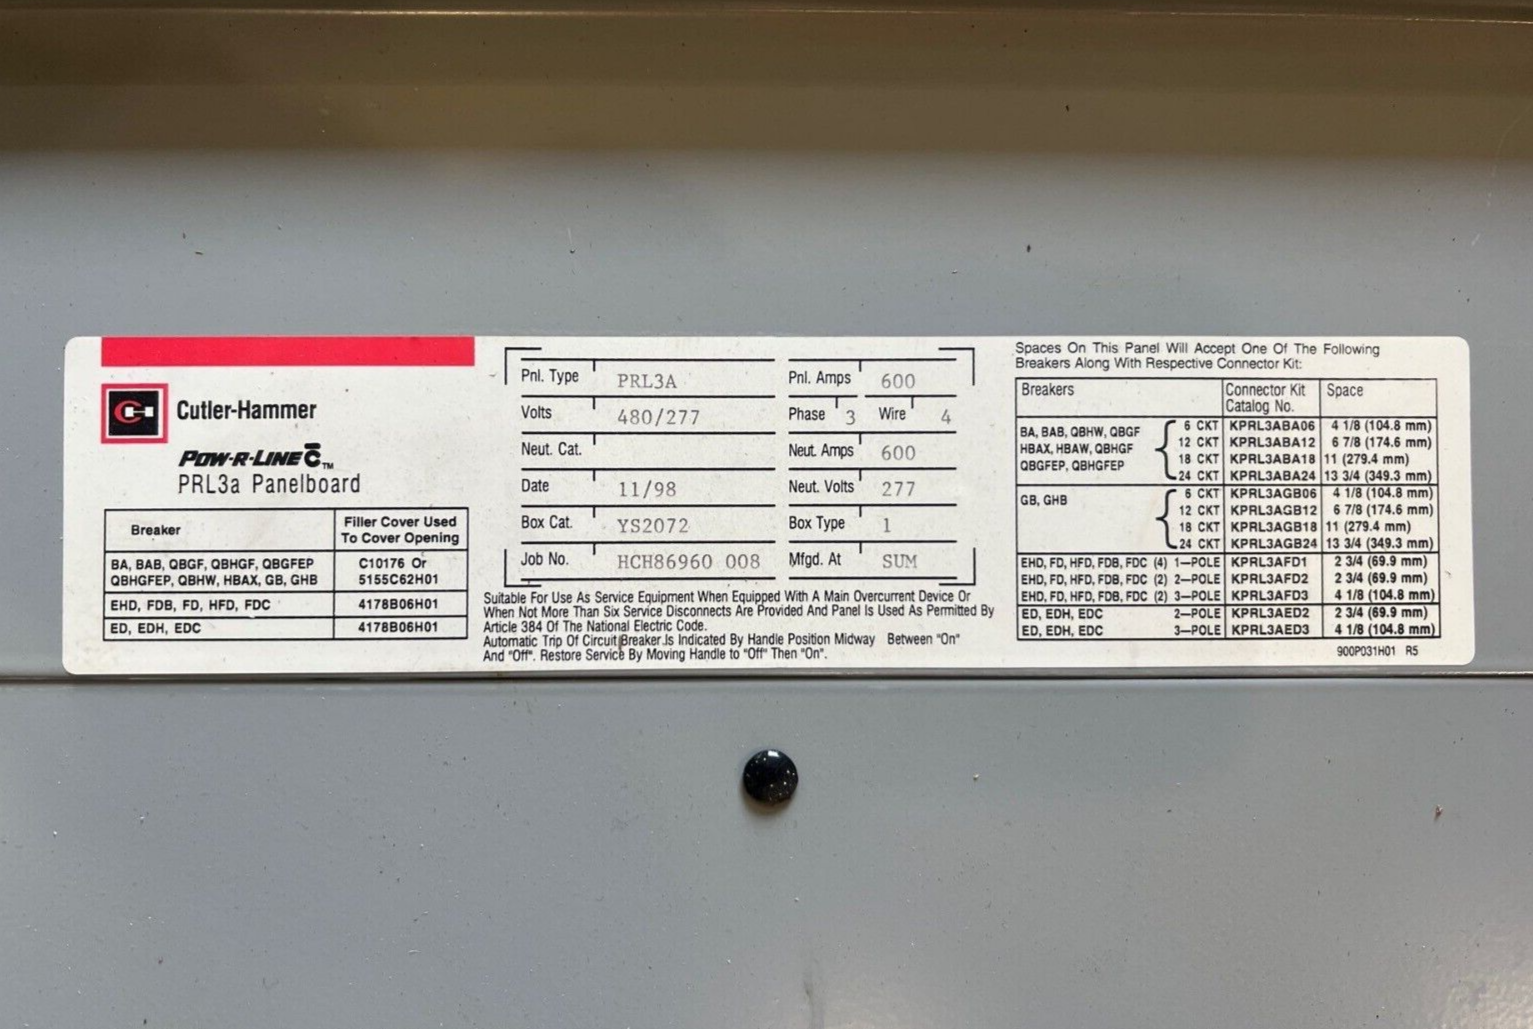 Cutler-Hammer
POW-R-LINE C™
PRL3a Panelboard
Breaker
Filler Cover Used
To Cover Opening
BA, BAB, QBGF, QBHGF, QBGFEP
QBHGFEP, QBHW, HBAX, GB, GHB
C10176 Or
5155C62H01
EHD, FDB, FD, HFD, FDC 4178B06H01
ED, EDH, EDC 4178B06H01
Pnl. Type PRL3A Pnl. Amps 600
Volts 480/277 Phase 3 Wire 4
Neut. Cat. Neut. Amps 600
Date 11/98 Neut. Volts 277
Box Cat. YS2072 Box Type 1
Job No. HCH86960 008 Mfgd. At SUM
Suitable For Use As Service Equipment When Equipped With A Main Overcurrent Device Or
When Not More Than Six Service Disconnects Are Provided And Panel Is Used As Permitted By
Article 384 Of The National Electric Code.
Automatic Trip Of Circuit Breaker Is Indicated By Handle Position Midway Between "On"
And "Off". Restore Service By Moving Handle to "Off" Then "On".
Spaces On This Panel Will Accept One Of The Following
Breakers Along With Respective Connector Kit:
Breakers
Connector Kit
Catalog No.
Space
BA, BAB, QBHW, QBGF
HBAX, HBAW, QBHGF
QBGFEP, QBHGFEP
6 CKT KPRL3ABA06 4 1/8 (104.8 mm)
12 CKT KPRL3ABA12 6 7/8 (174.6 mm)
18 CKT KPRL3ABA18 11 (279.4 mm)
24 CKT KPRL3ABA24 13 3/4 (349.3 mm)
GB, GHB
6 CKT KPRL3AGB06 4 1/8 (104.8 mm)
12 CKT KPRL3AGB12 6 7/8 (174.6 mm)
18 CKT KPRL3AGB18 11 (279.4 mm)
24 CKT KPRL3AGB24 13 3/4 (349.3 mm)
EHD, FD, HFD, FDB, FDC (4) 1—POLE KPRL3AFD1 2 3/4 (69.9 mm)
EHD, FD, HFD, FDB, FDC (2) 2—POLE KPRL3AFD2 2 3/4 (69.9 mm)
EHD, FD, HFD, FDB, FDC (2) 3—POLE KPRL3AFD3 4 1/8 (104.8 mm)
ED, EDH, EDC 2—POLE KPRL3AED2 2 3/4 (69.9 mm)
ED, EDH, EDC 3—POLE KPRL3AED3 4 1/8 (104.8 mm)
900P031H01 R5